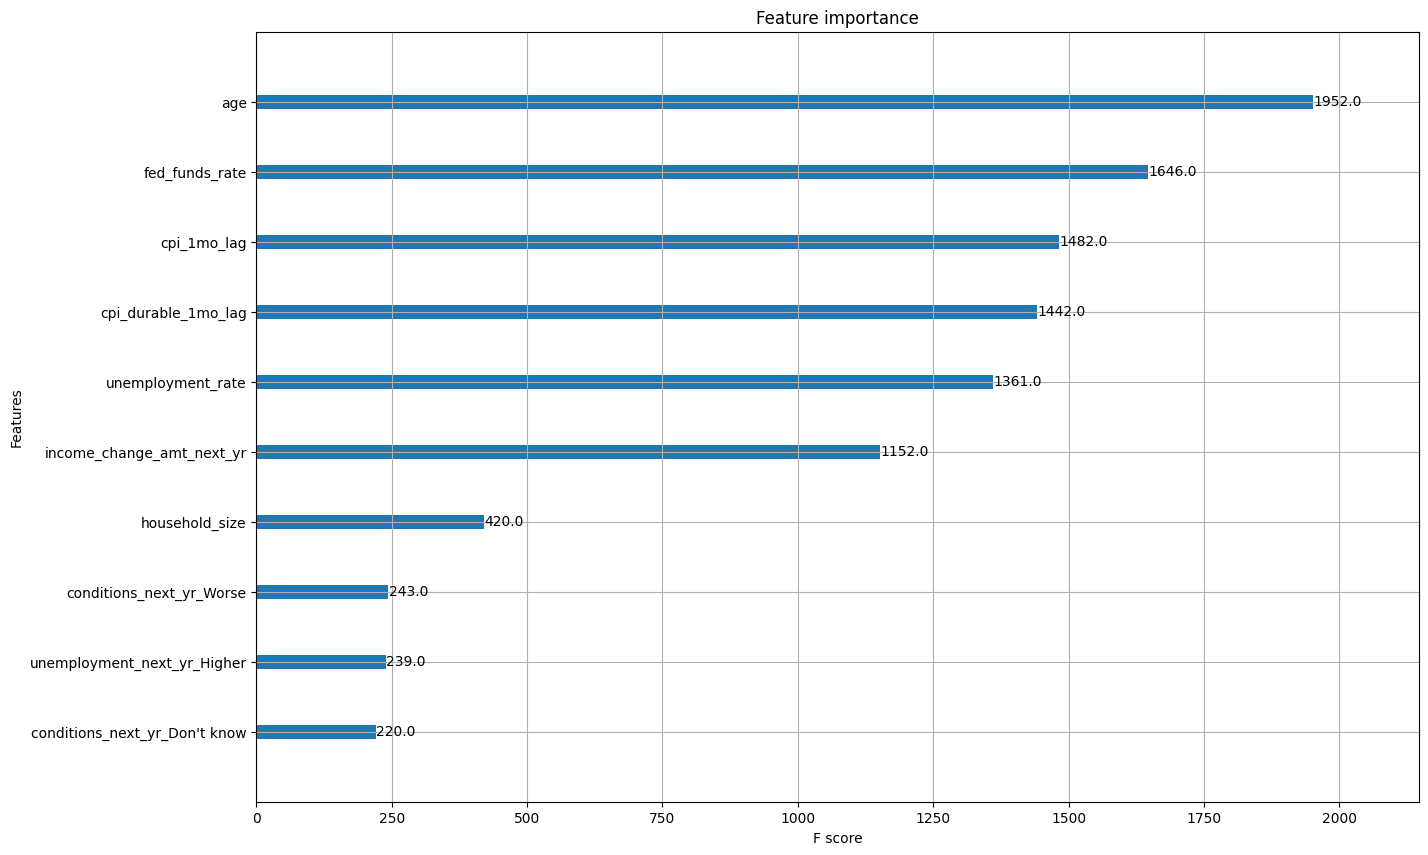 Feature importance
age
1952.0
fed_funds_rate
1646.0
cpi_1mo_lag
1482.0
cpi_durable_1mo_lag
1442.0
unemployment_rate
1361.0
income_change_amt_next_yr
1152.0
household_size
420.0
conditions_next_yr_Worse
243.0
unemployment_next_yr_Higher
239.0
conditions_next_yr_Don't know
220.0
Features
0 250 500 750 1000 1250 1500 1750 2000
F score